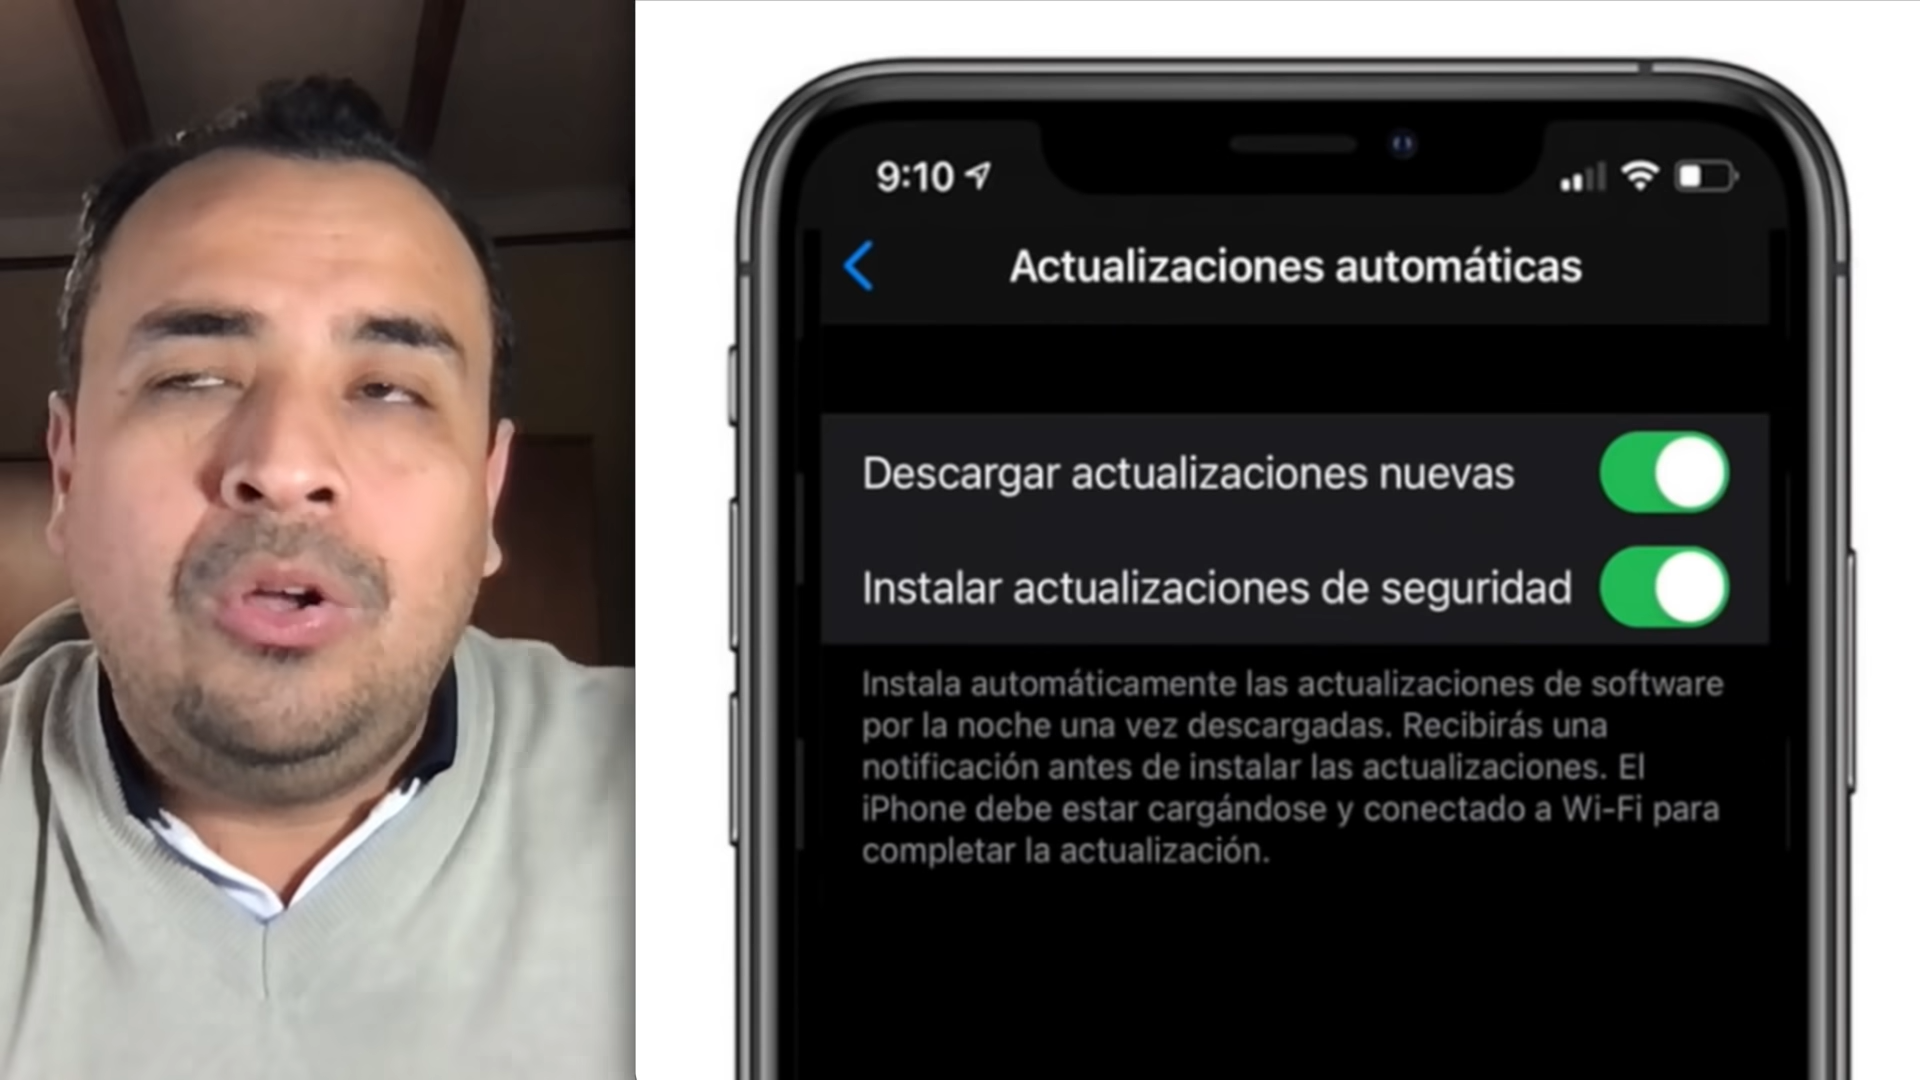 9:10
Actualizaciones automáticas
Descargar actualizaciones nuevas
Instalar actualizaciones de seguridad
Instala automáticamente las actualizaciones de software
por la noche una vez descargadas. Recibirás una
notificación antes de instalar las actualizaciones. El
iPhone debe estar cargándose y conectado a Wi-Fi para
completar la actualización.